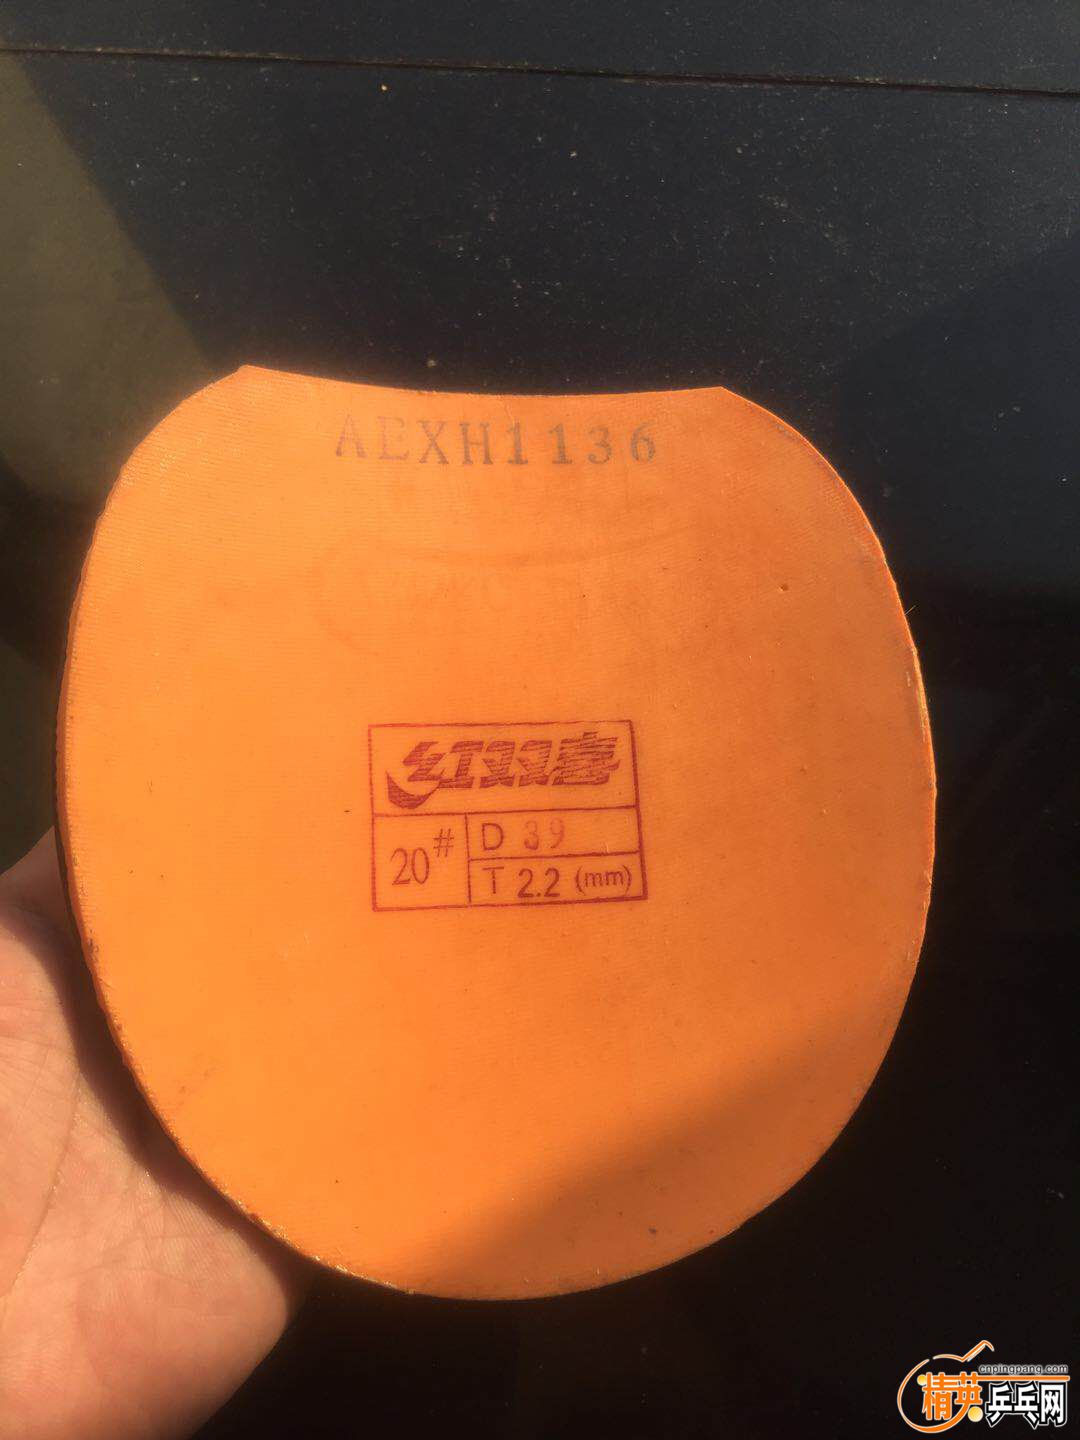 AEXH1136
红双喜
20# D 39
T 2.2 (mm)
cnpingpang.com
精英乒乓网